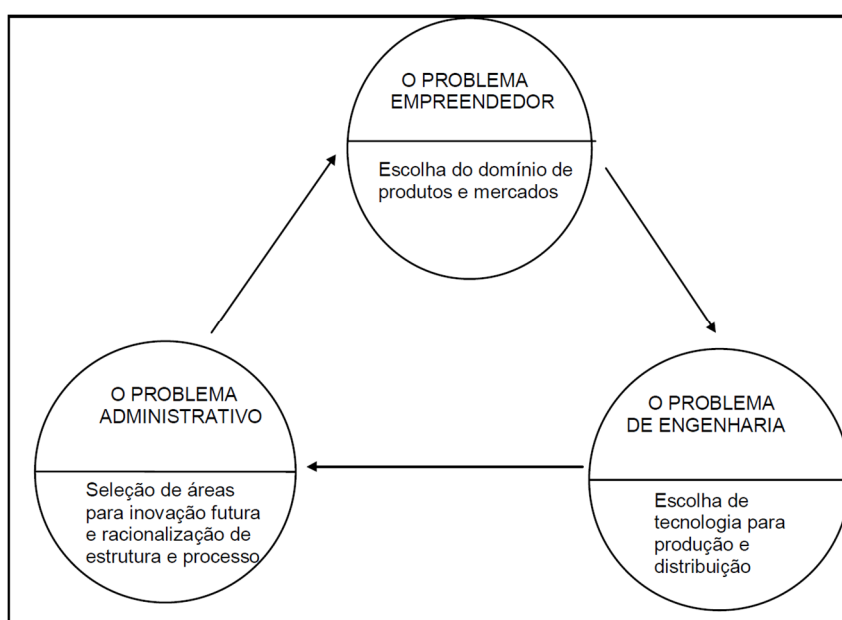 O PROBLEMA
EMPREENDEDOR
Escolha do domínio de
produtos e mercados
O PROBLEMA
ADMINISTRATIVO
Seleção de áreas
para inovação futura
e racionalização de
estrutura e processo
O PROBLEMA
DE ENGENHARIA
Escolha de
tecnologia para
produção e
distribuição